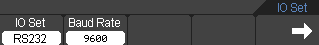 IO Set
IO Set
Baud Rate
RS232
9600